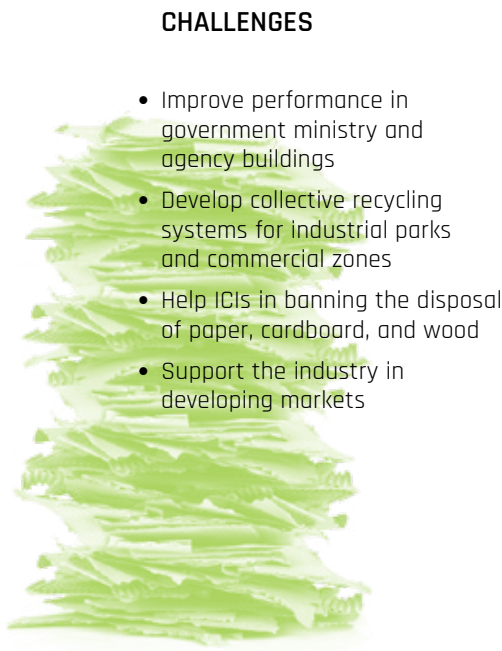 CHALLENGES
• Improve performance in
government ministry and
agency buildings
• Develop collective recycling
systems for industrial parks
and commercial zones
• Help ICIs in banning the disposal
of paper, cardboard, and wood
• Support the industry in
developing markets